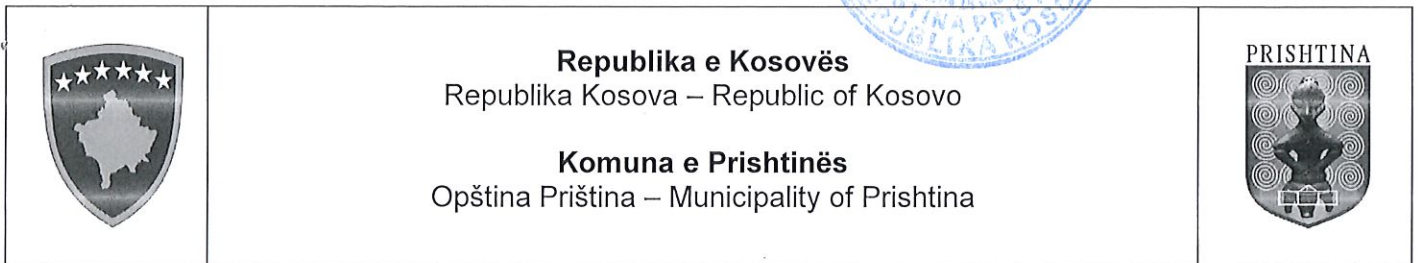 Republika e Kosovës
Republika Kosova – Republic of Kosovo
Komuna e Prishtinës
Opština Priština – Municipality of Prishtina
PRISHTINA